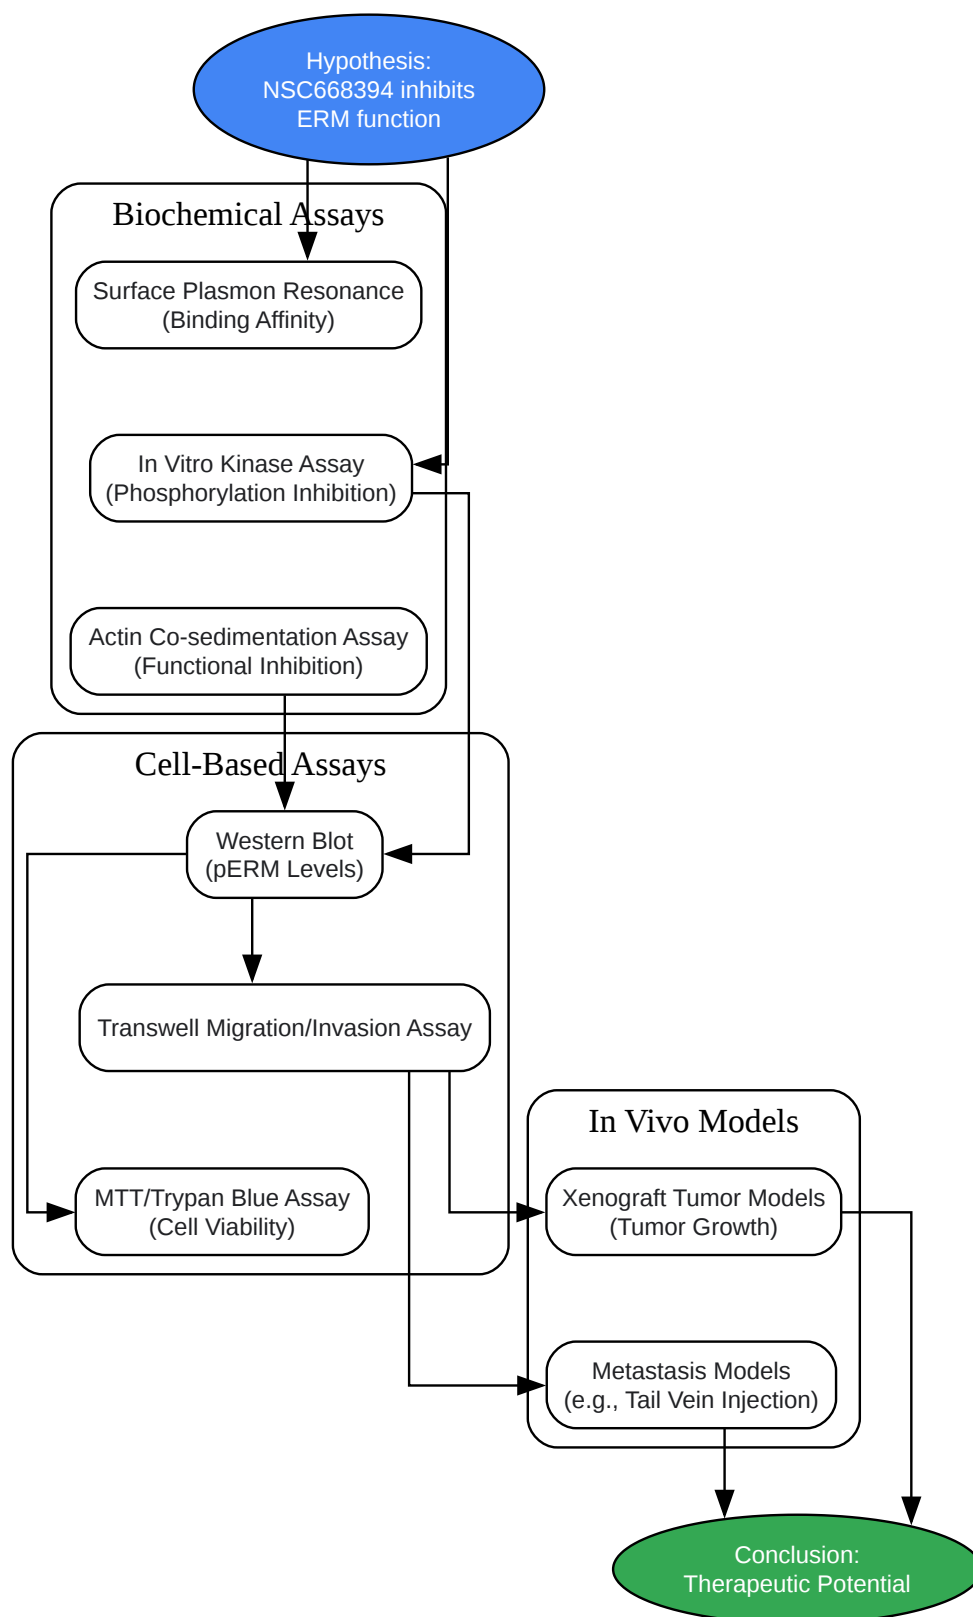 Hypothesis:
NSC668394 inhibits
ERM function
Biochemical Assays
Surface Plasmon Resonance
(Binding Affinity)
In Vitro Kinase Assay
(Phosphorylation Inhibition)
Actin Co-sedimentation Assay
(Functional Inhibition)
Cell-Based Assays
Western Blot
(pERM Levels)
Transwell Migration/Invasion Assay
MTT/Trypan Blue Assay
(Cell Viability)
In Vivo Models
Xenograft Tumor Models
(Tumor Growth)
Metastasis Models
(e.g., Tail Vein Injection)
Conclusion:
Therapeutic Potential